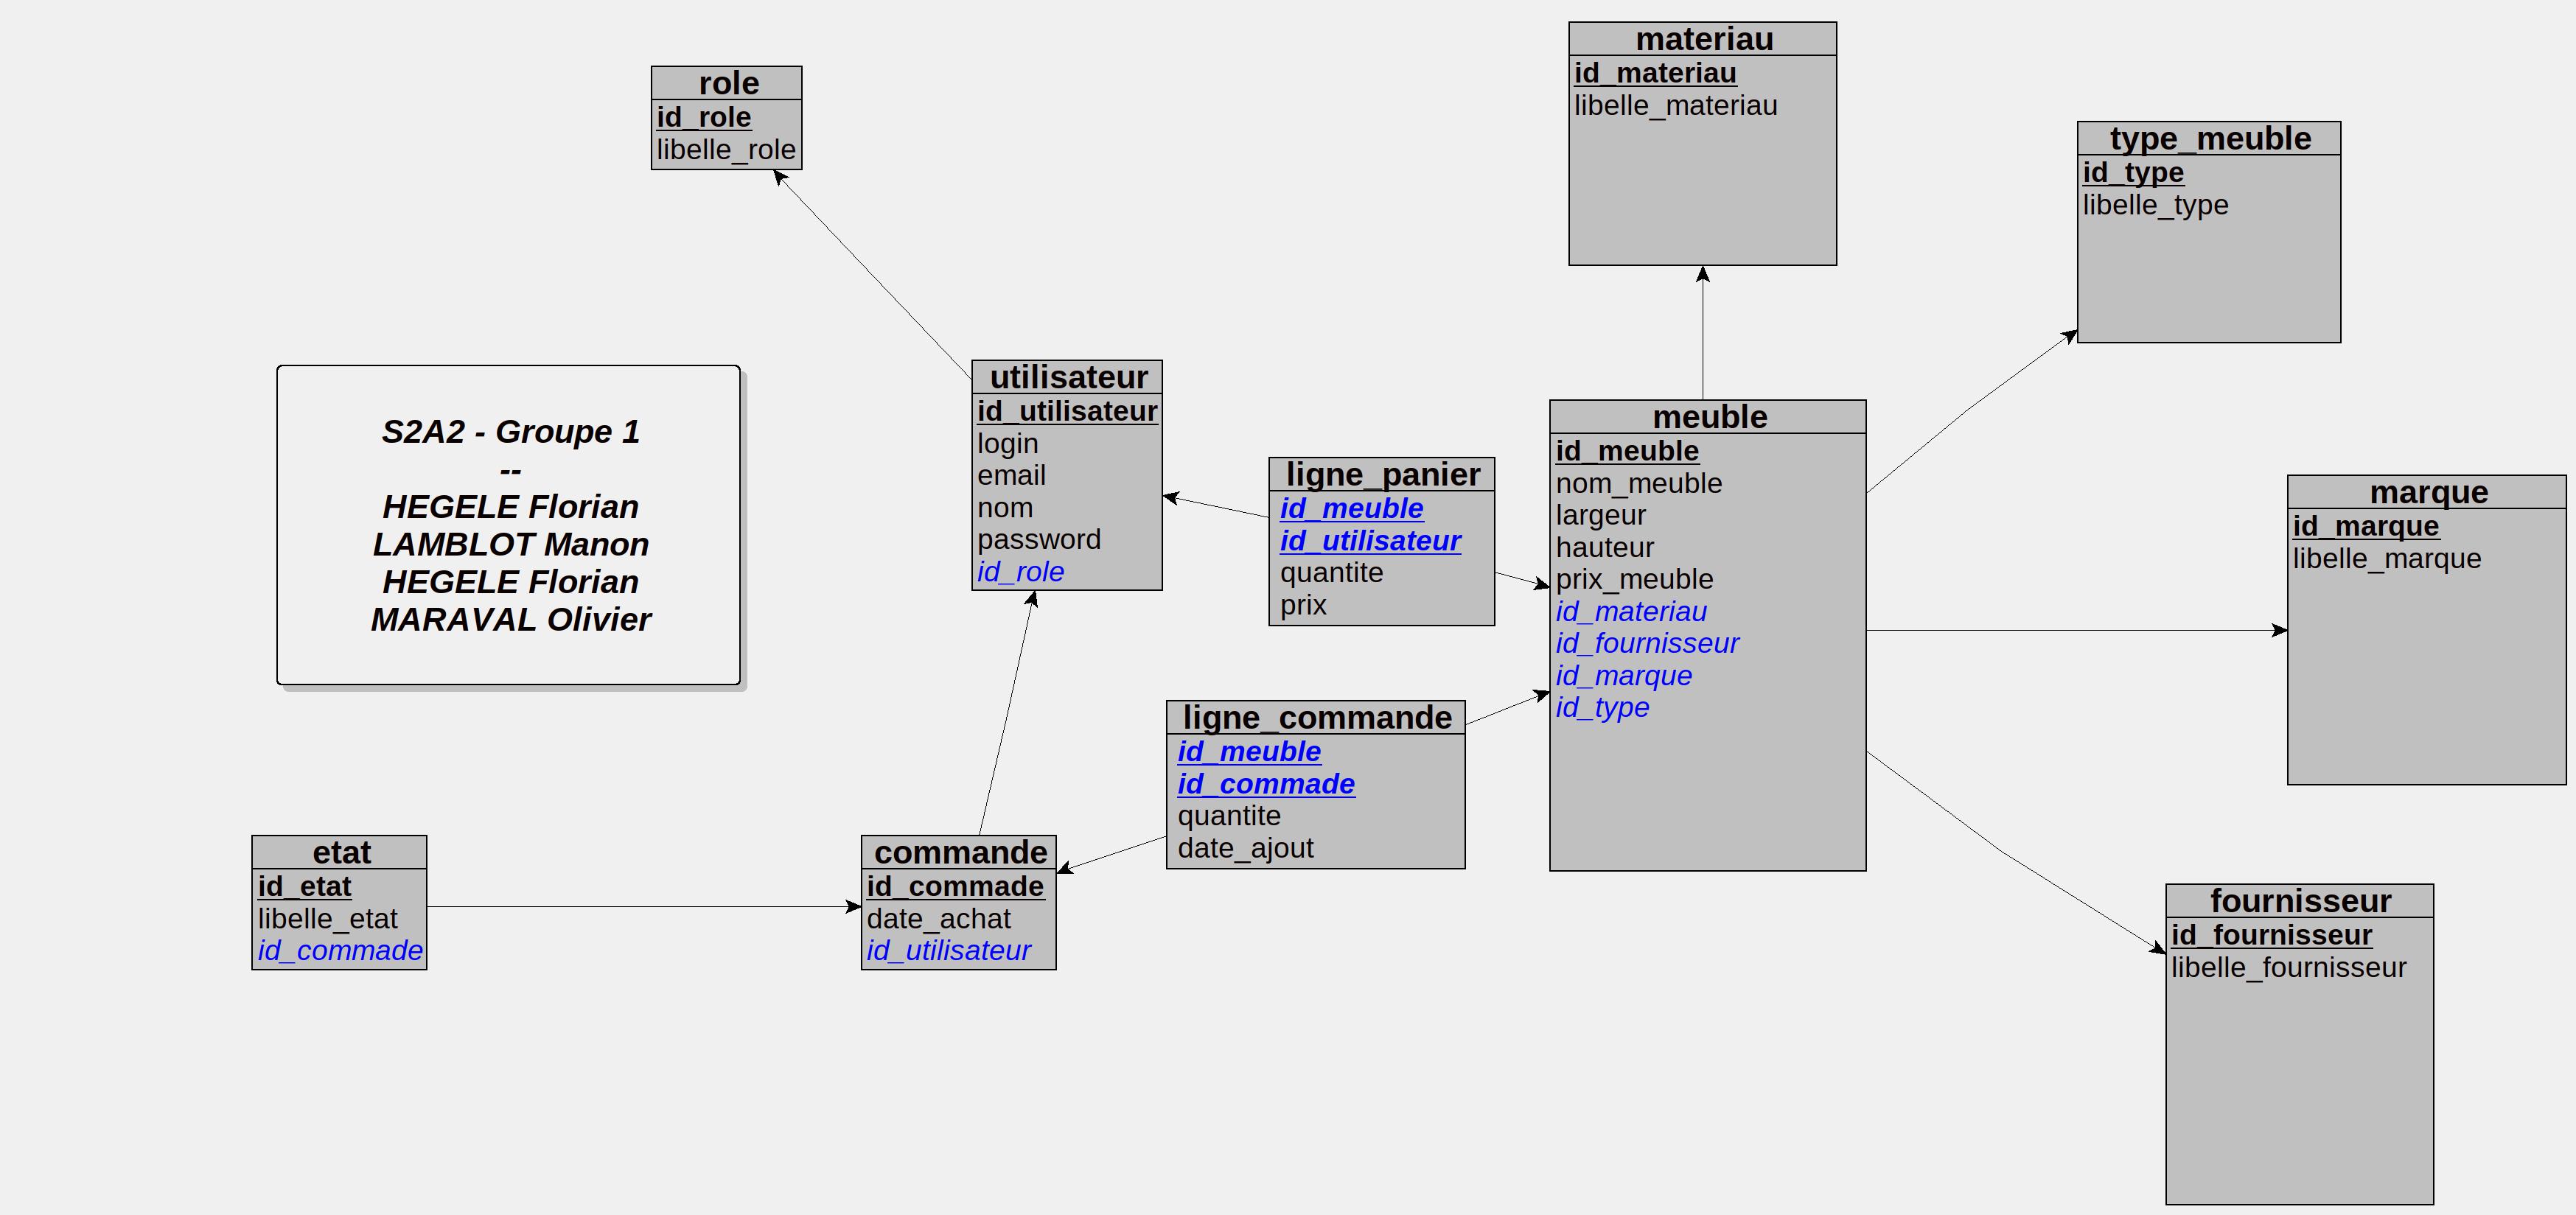 materiau
id_materiau
libelle_materiau
role
id_role
libelle_role
type_meuble
id_type
libelle_type
utilisateur
id_utilisateur
login
email
nom
password
id_role
S2A2 - Groupe 1
--
HEGELE Florian
LAMBLOT Manon
HEGELE Florian
MARAVAL Olivier
ligne_panier
id_meuble
id_utilisateur
quantite
prix
meuble
id_meuble
nom_meuble
largeur
hauteur
prix_meuble
id_materiau
id_fournisseur
id_marque
id_type
marque
id_marque
libelle_marque
ligne_commande
id_meuble
id_commade
quantite
date_ajout
etat
id_etat
libelle_etat
id_commade
commande
id_commade
date_achat
id_utilisateur
fournisseur
id_fournisseur
libelle_fournisseur